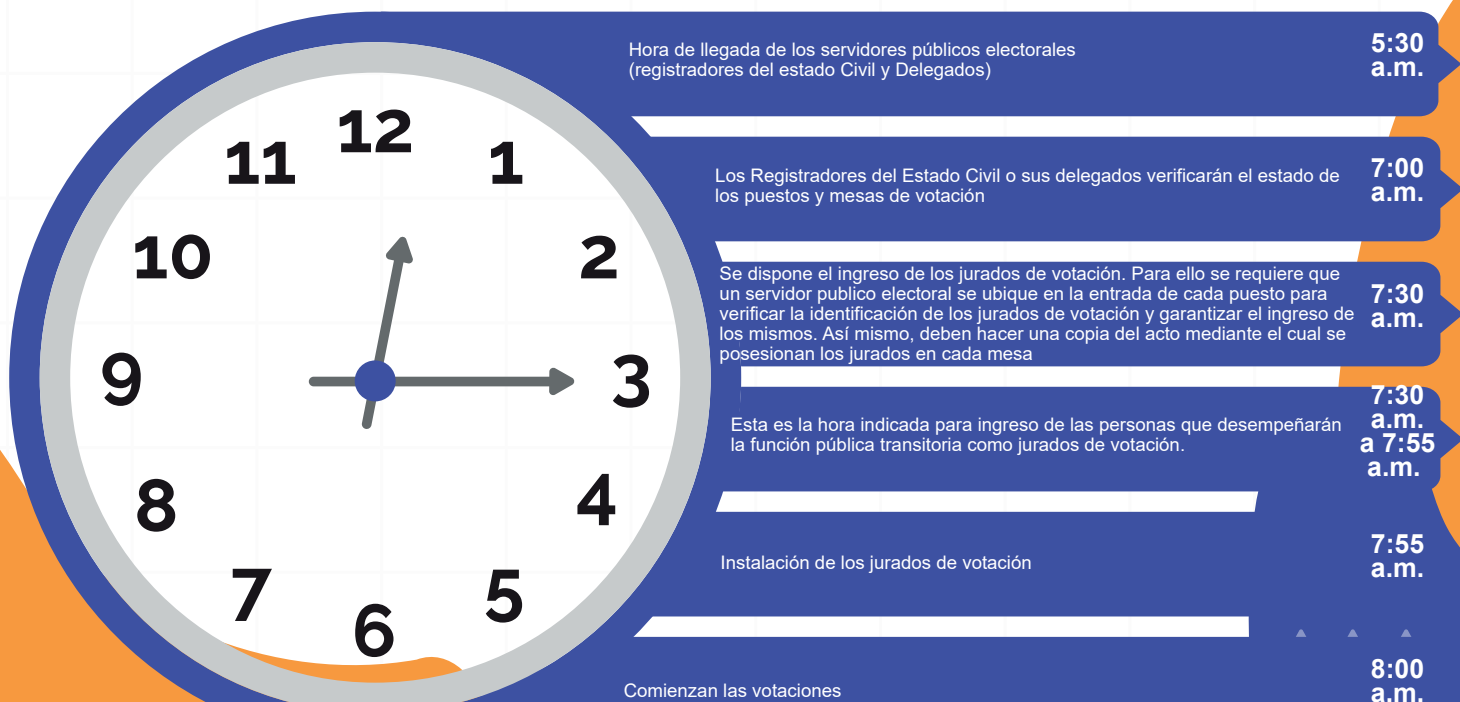 12
1
2
3
4
5
6
7
8
9
10
11
Hora de llegada de los servidores públicos electorales
(registradores del estado Civil y Delegados)
5:30
a.m.
Los Registradores del Estado Civil o sus delegados verificarán el estado de
los puestos y mesas de votación
7:00
a.m.
Se dispone el ingreso de los jurados de votación. Para ello se requiere que
un servidor publico electoral se ubique en la entrada de cada puesto para
verificar la identificación de los jurados de votación y garantizar el ingreso de
los mismos. Así mismo, deben hacer una copia del acto mediante el cual se
posesionan los jurados en cada mesa
7:30
a.m.
Esta es la hora indicada para ingreso de las personas que desempeñarán
la función pública transitoria como jurados de votación.
7:30
a.m.
a 7:55
a.m.
Instalación de los jurados de votación
7:55
a.m.
Comienzan las votaciones
8:00
a.m.